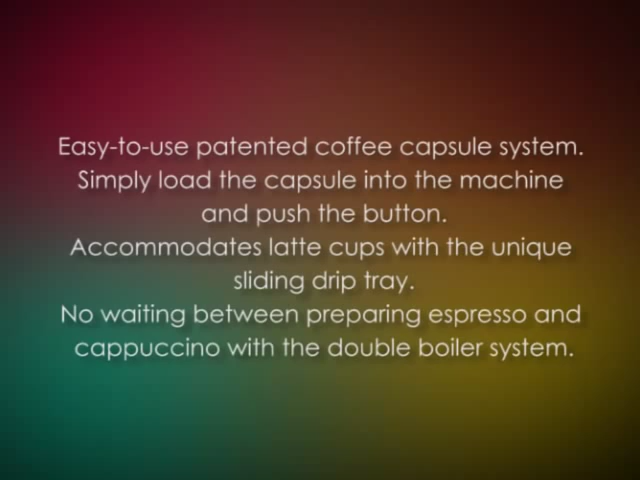 Easy-to-use patented coffee capsule system.
Simply load the capsule into the machine
and push the button.
Accommodates latte cups with the unique
sliding drip tray.
No waiting between preparing espresso and
cappuccino with the double boiler system.